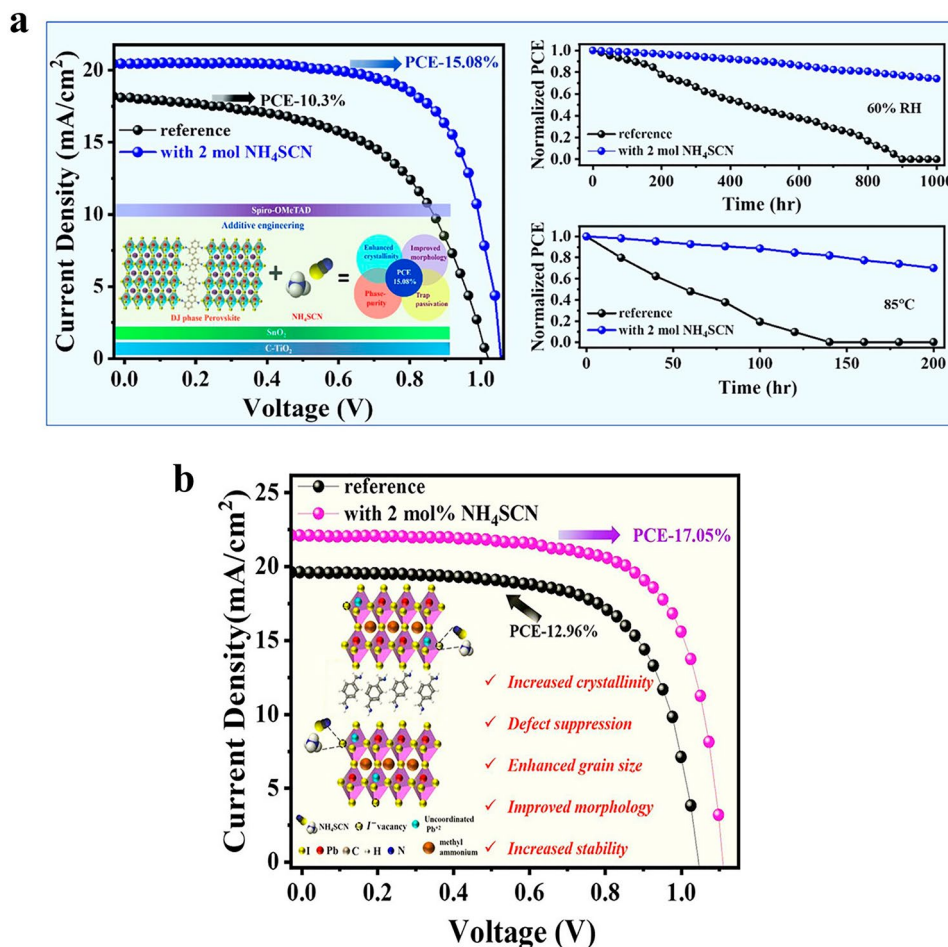 a
Current Density (mA/cm²)
20
15
10
5
0
PCE-15.08%
PCE-10.3%
reference
with 2 mol NH₄SCN
Spiro-OMeTAD
Additive engineering
+
=
Enhanced
crystallinity
Improved
morphology
PCE
15.08%
Phase-
purity
Trap
passivation
DJ phase Perovskite
NH₄SCN
SnO₂
C-TiO₂
0.0 0.2 0.4 0.6 0.8 1.0
Voltage (V)
Normalized PCE
1.0
0.8
0.6
0.4
0.2
0.0
60% RH
reference
with 2 mol NH₄SCN
0 200 400 600 800 1000
Time (hr)
Normalized PCE
1.0
0.8
0.6
0.4
0.2
0.0
85°C
reference
with 2 mol NH₄SCN
0 50 100 150 200
Time (hr)
b
Current Density(mA/cm²)
25
20
15
10
5
0
reference
with 2 mol% NH₄SCN
PCE-17.05%
PCE-12.96%
✓ Increased crystallinity
✓ Defect suppression
✓ Enhanced grain size
✓ Improved morphology
✓ Increased stability
NH₄SCN I⁻ vacancy Uncoordinated
Pb⁺²
I Pb C H N methyl
ammonium
0.0 0.2 0.4 0.6 0.8 1.0
Voltage (V)